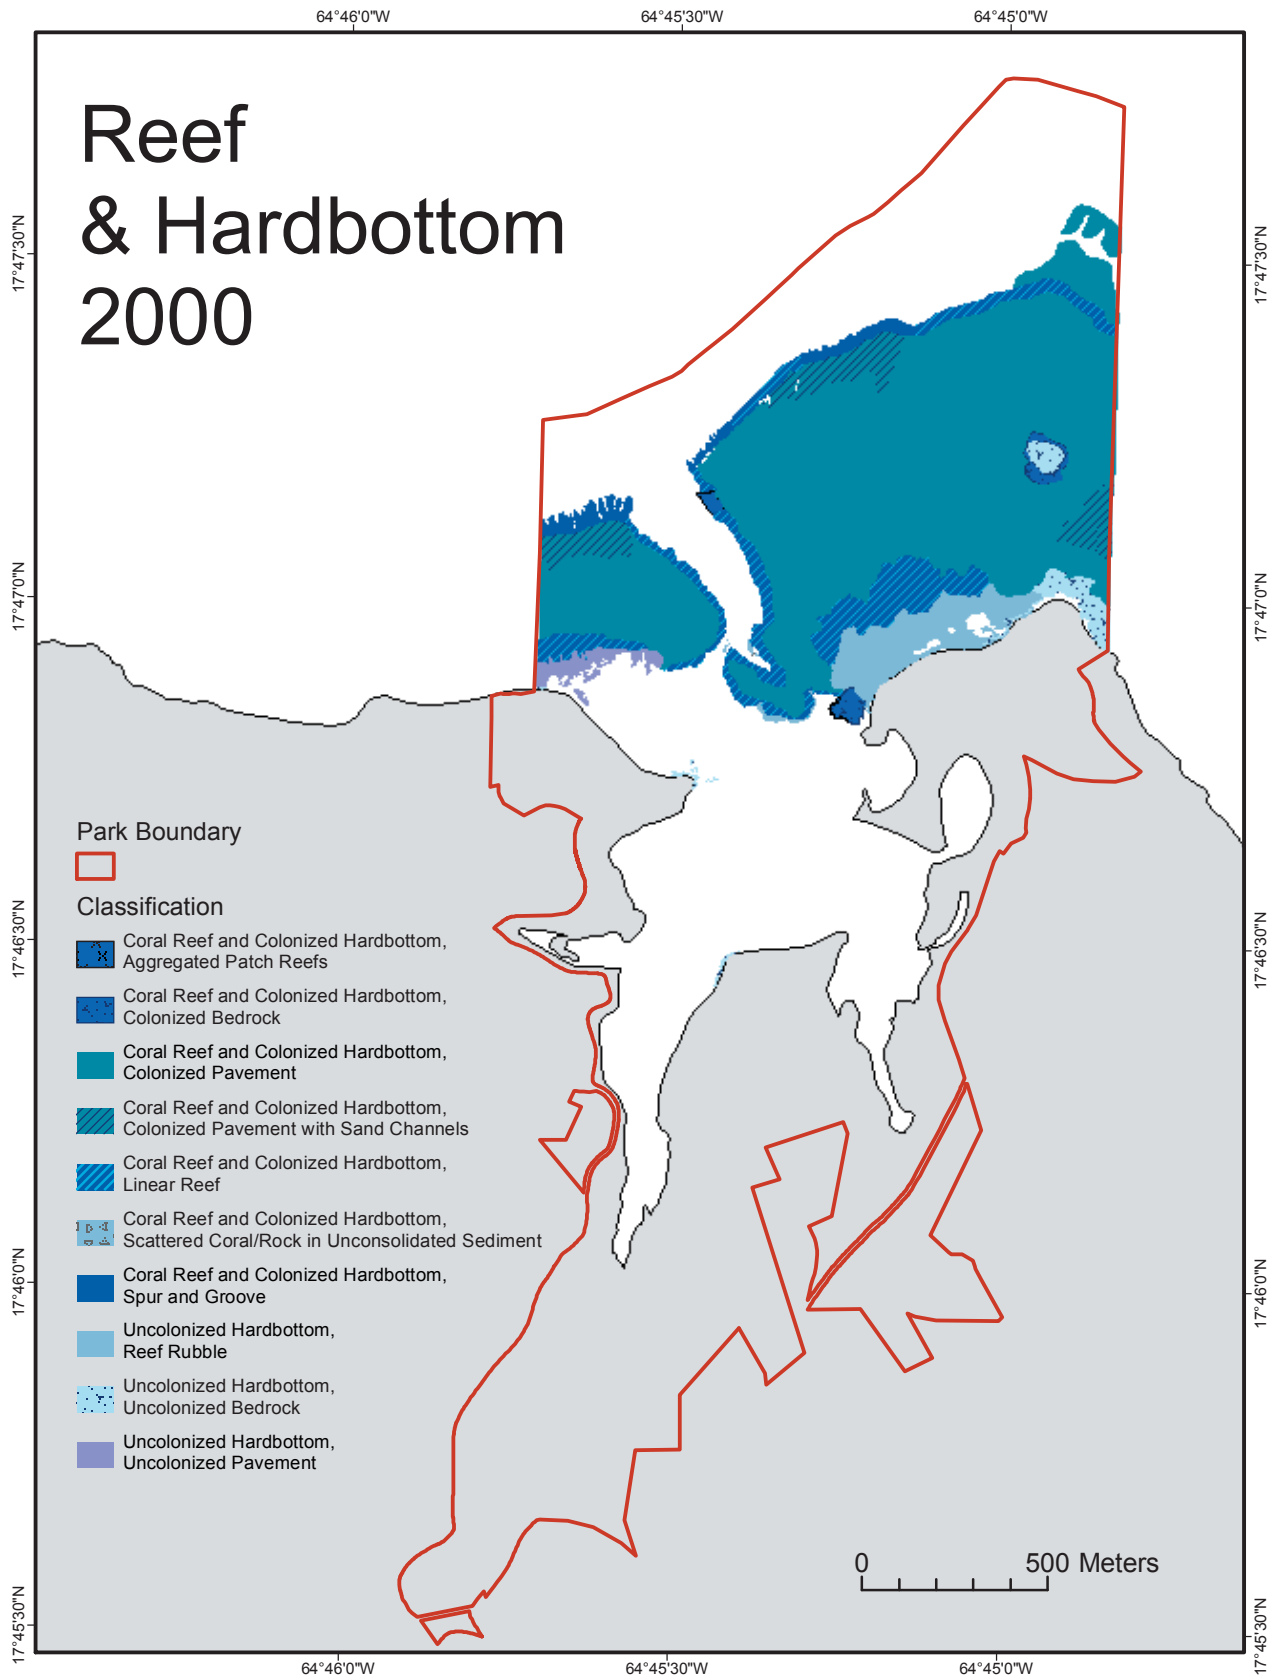 64°46'0"W
64°45'30"W
64°45'0"W
Reef
& Hardbottom
2000
17°47'30"N
17°47'30"N
17°47'0"N
17°47'0"N
Park Boundary
Classification
Coral Reef and Colonized Hardbottom,
Aggregated Patch Reefs
17°46'30"N
17°46'30"N
Coral Reef and Colonized Hardbottom,
Colonized Bedrock
Coral Reef and Colonized Hardbottom,
Colonized Pavement
Coral Reef and Colonized Hardbottom,
Colonized Pavement with Sand Channels
Coral Reef and Colonized Hardbottom,
Linear Reef
Coral Reef and Colonized Hardbottom,
Scattered Coral/Rock in Unconsolidated Sediment
Coral Reef and Colonized Hardbottom,
Spur and Groove
17°46'0"N
17°46'0"N
Uncolonized Hardbottom,
Reef Rubble
Uncolonized Hardbottom,
Uncolonized Bedrock
Uncolonized Hardbottom,
Uncolonized Pavement
0 500 Meters
17°45'30"N
17°45'30"N
64°46'0"W
64°45'30"W
64°45'0"W